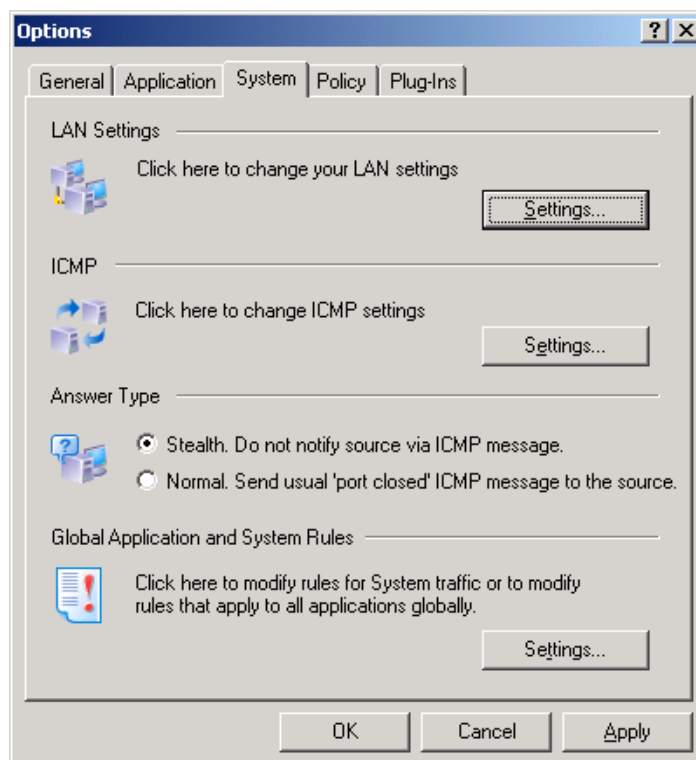 Options
General Application System Policy Plug-Ins
LAN Settings
Click here to change your LAN settings
Settings...
ICMP
Click here to change ICMP settings
Settings...
Answer Type
Stealth. Do not notify source via ICMP message.
Normal. Send usual 'port closed' ICMP message to the source.
Global Application and System Rules
Click here to modify rules for System traffic or to modify
rules that apply to all applications globally.
Settings...
OK Cancel Apply